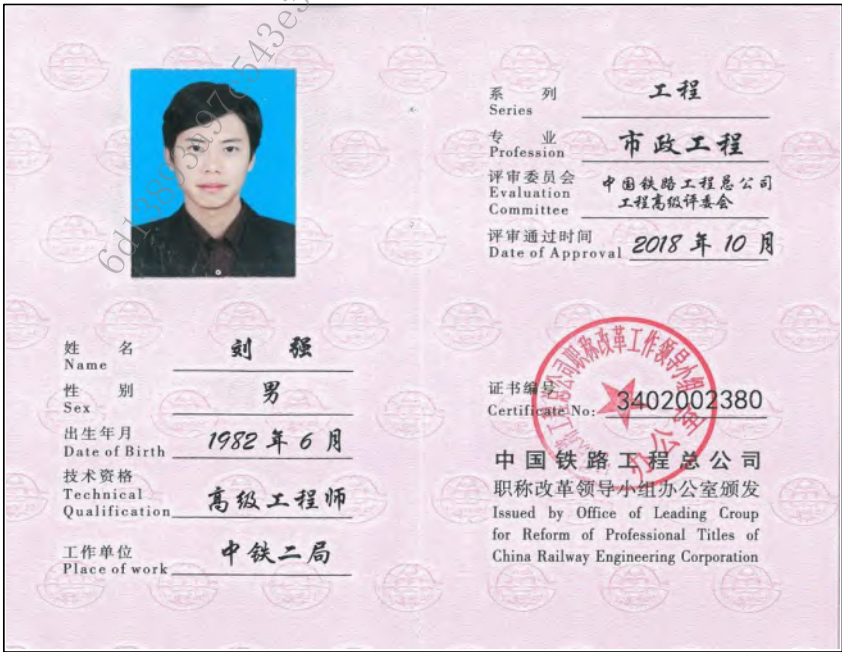 姓 名 刘 强
Name
性 别 男
Sex
出生年月 1982 年 6 月
Date of Birth
技术资格
Technical
Qualification 高级工程师
工作单位 中铁二局
Place of work
系 列 工程
Series
专 业 市政工程
Profession
评审委员会 中国铁路工程总公司
Evaluation 工程高级评委会
Committee
评审通过时间 2018 年 10 月
Date of Approval
证书编号 3402002380
Certificate No:
中国铁路工程总公司
职称改革领导小组办公室颁发
Issued by Office of Leading Croup
for Reform of Professional Titles of
China Railway Engineering Corporation
办公室